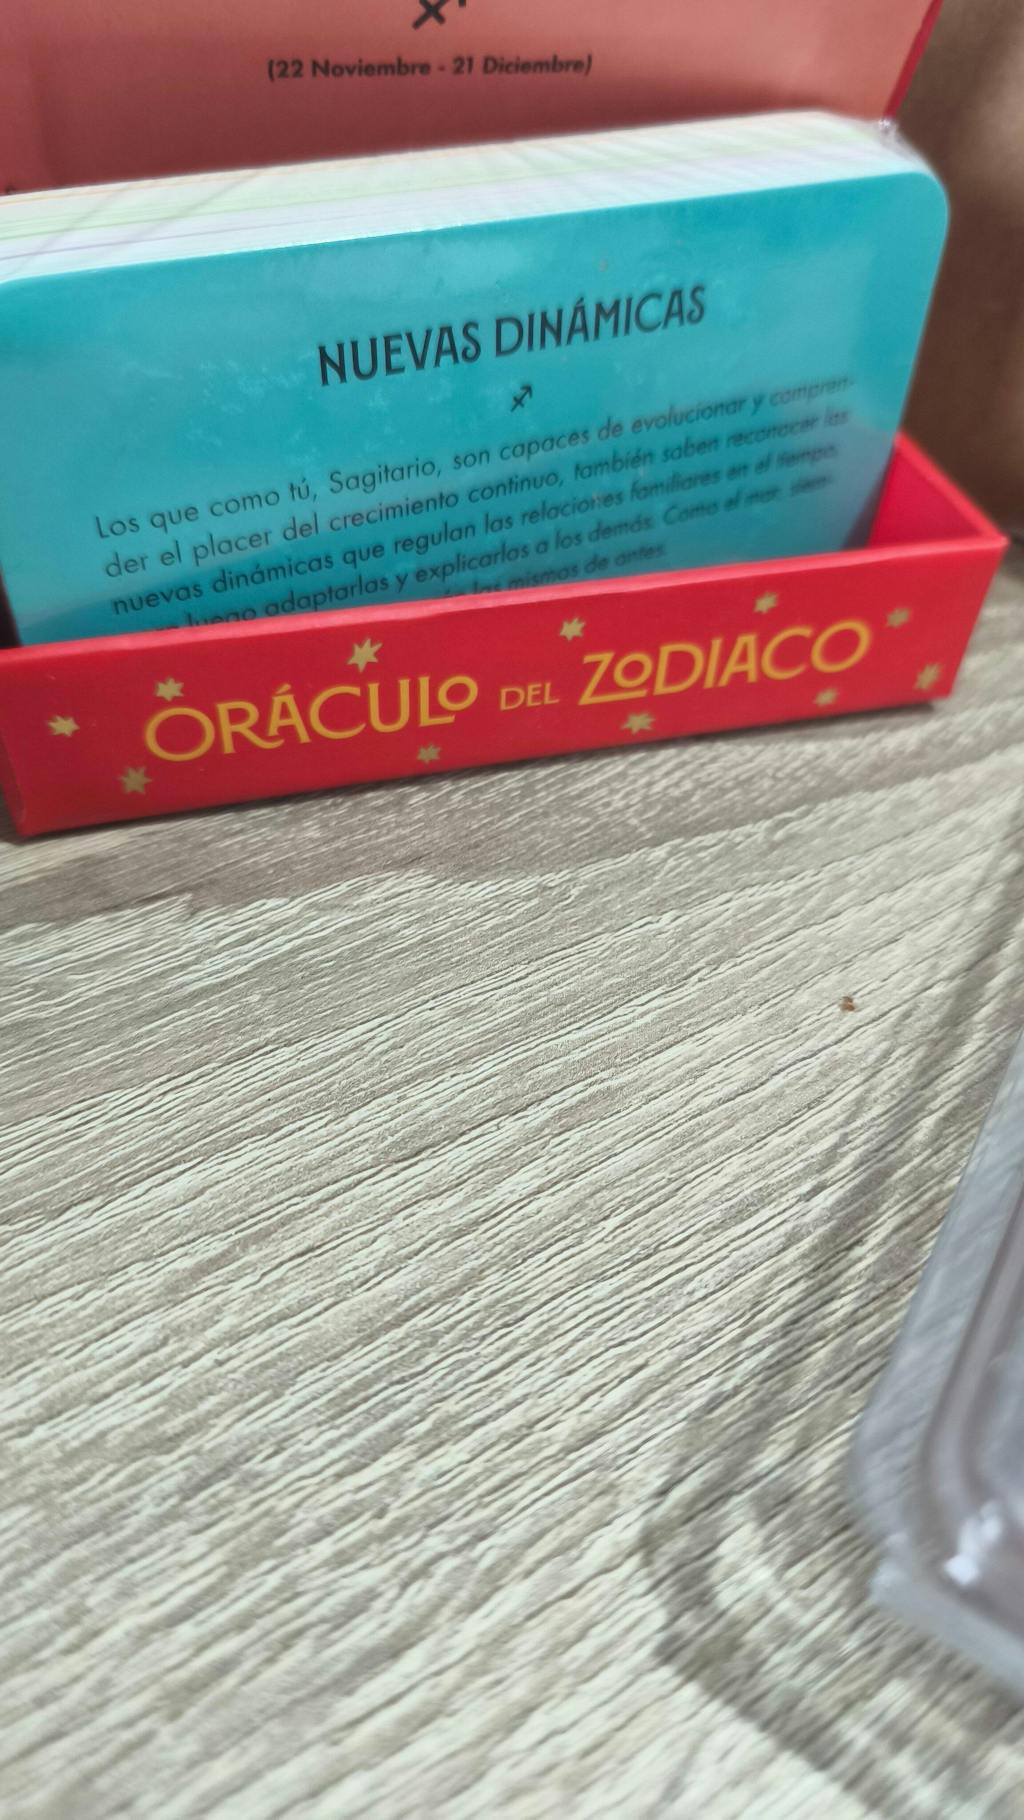 (22 Noviembre - 21 Diciembre)
NUEVAS DINÁMICAS
Los que como tú, Sagitario, son capaces de evolucionar y compren-
der el placer del crecimiento continuo, también saben reconocer las
nuevas dinámicas que regulan las relaciones familiares en el tiempo,
luego adaptarlas y explicarlas a los demás. Como el mar, siem-
las mismas de antes.
ORÁCULO DEL ZODIACO